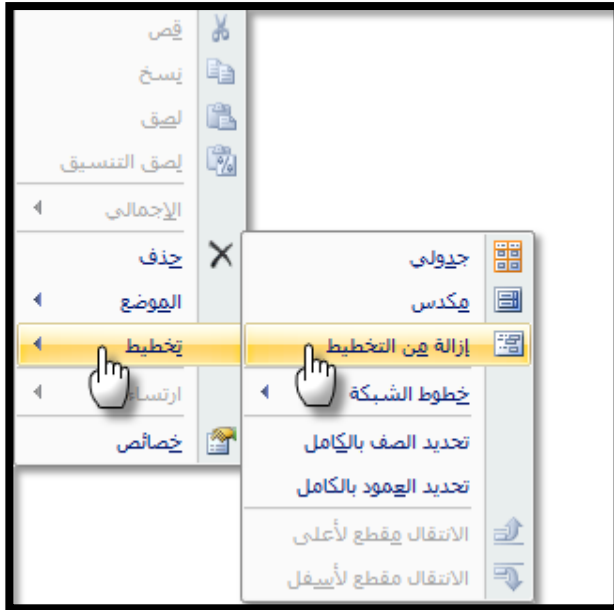 قص
نسخ
لصق
لصق التنسيق
الإجمالي
حذف
الموضع
تخطيط
خصائص
جدولي
مكدس
إزالة من التخطيط
خطوط الشبكة
تحديد الصف بالكامل
تحديد العمود بالكامل
الانتقال مقطع لأعلى
الانتقال مقطع لأسفل